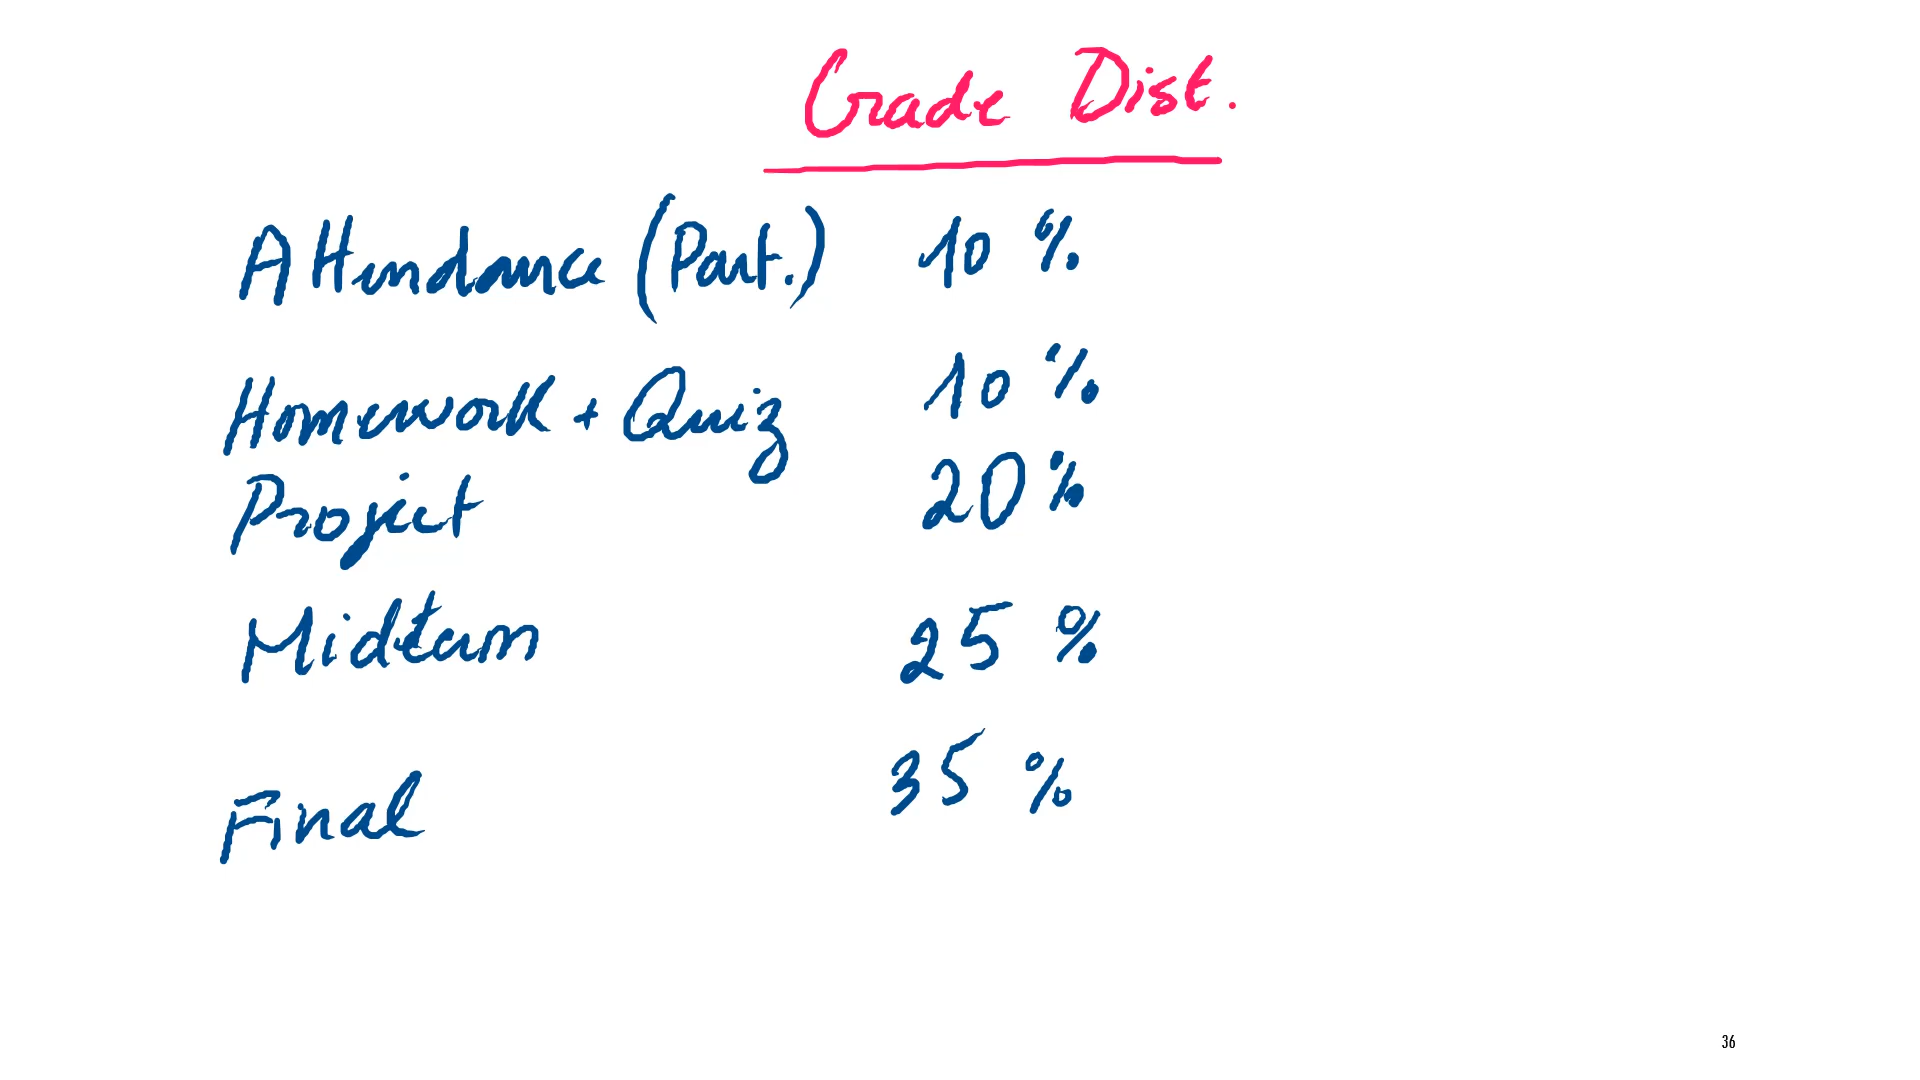 Grade Dist.
Attendance (Part.) 10 %
Homework + Quiz 10 %
Project 20 %
Midterm 25 %
Final 35 %
36